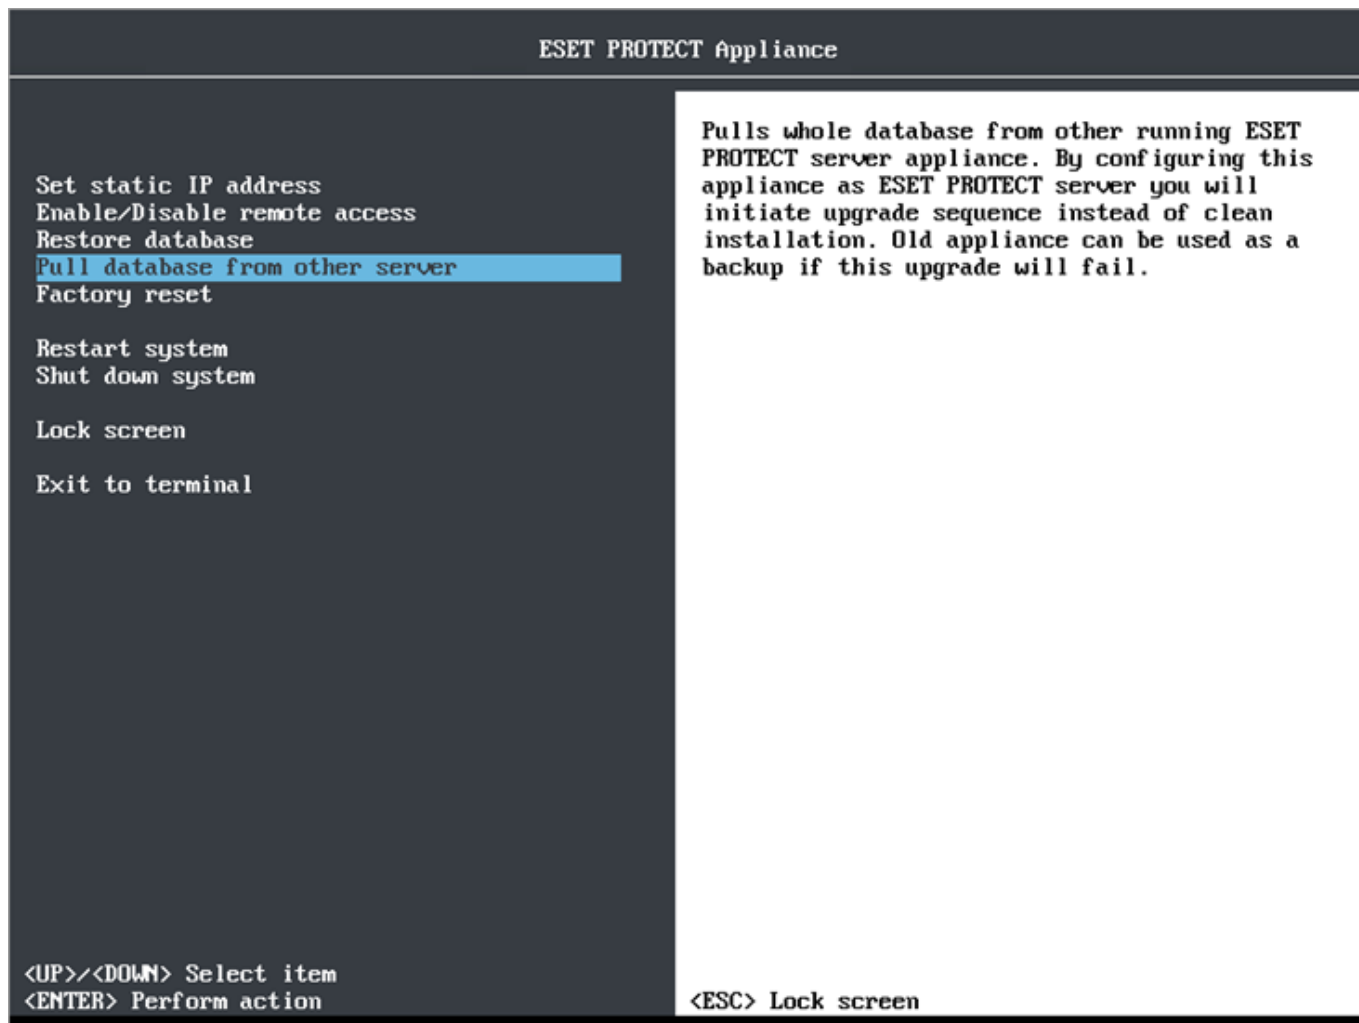 ESET PROTECT Appliance
Set static IP address
Enable/Disable remote access
Restore database
Pull database from other server
Factory reset
Restart system
Shut down system
Lock screen
Exit to terminal
<UP>/<DOWN> Select item
<ENTER> Perform action
Pulls whole database from other running ESET
PROTECT server appliance. By configuring this
appliance as ESET PROTECT server you will
initiate upgrade sequence instead of clean
installation. Old appliance can be used as a
backup if this upgrade will fail.
<ESC> Lock screen